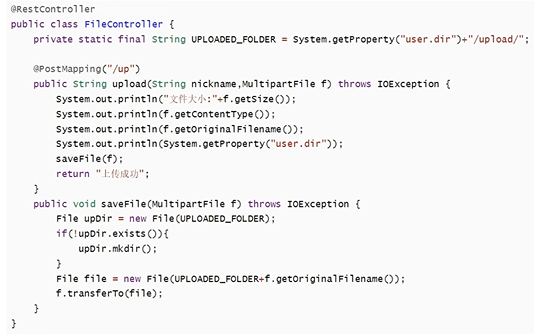 @RestController
public class FileController {
    private static final String UPLOADED_FOLDER = System.getProperty("user.dir")+"/upload/";

    @PostMapping("/up")
    public String upload(String nickname,MultipartFile f) throws IOException {
        System.out.println("文件大小:"+f.getSize());
        System.out.println(f.getContentType());
        System.out.println(f.getOriginalFilename());
        System.out.println(System.getProperty("user.dir"));
        saveFile(f);
        return "上传成功";
    }
    public void saveFile(MultipartFile f) throws IOException {
        File upDir = new File(UPLOADED_FOLDER);
        if(!upDir.exists()){
            upDir.mkdir();
        }
        File file = new File(UPLOADED_FOLDER+f.getOriginalFilename());
        f.transferTo(file);
    }
}